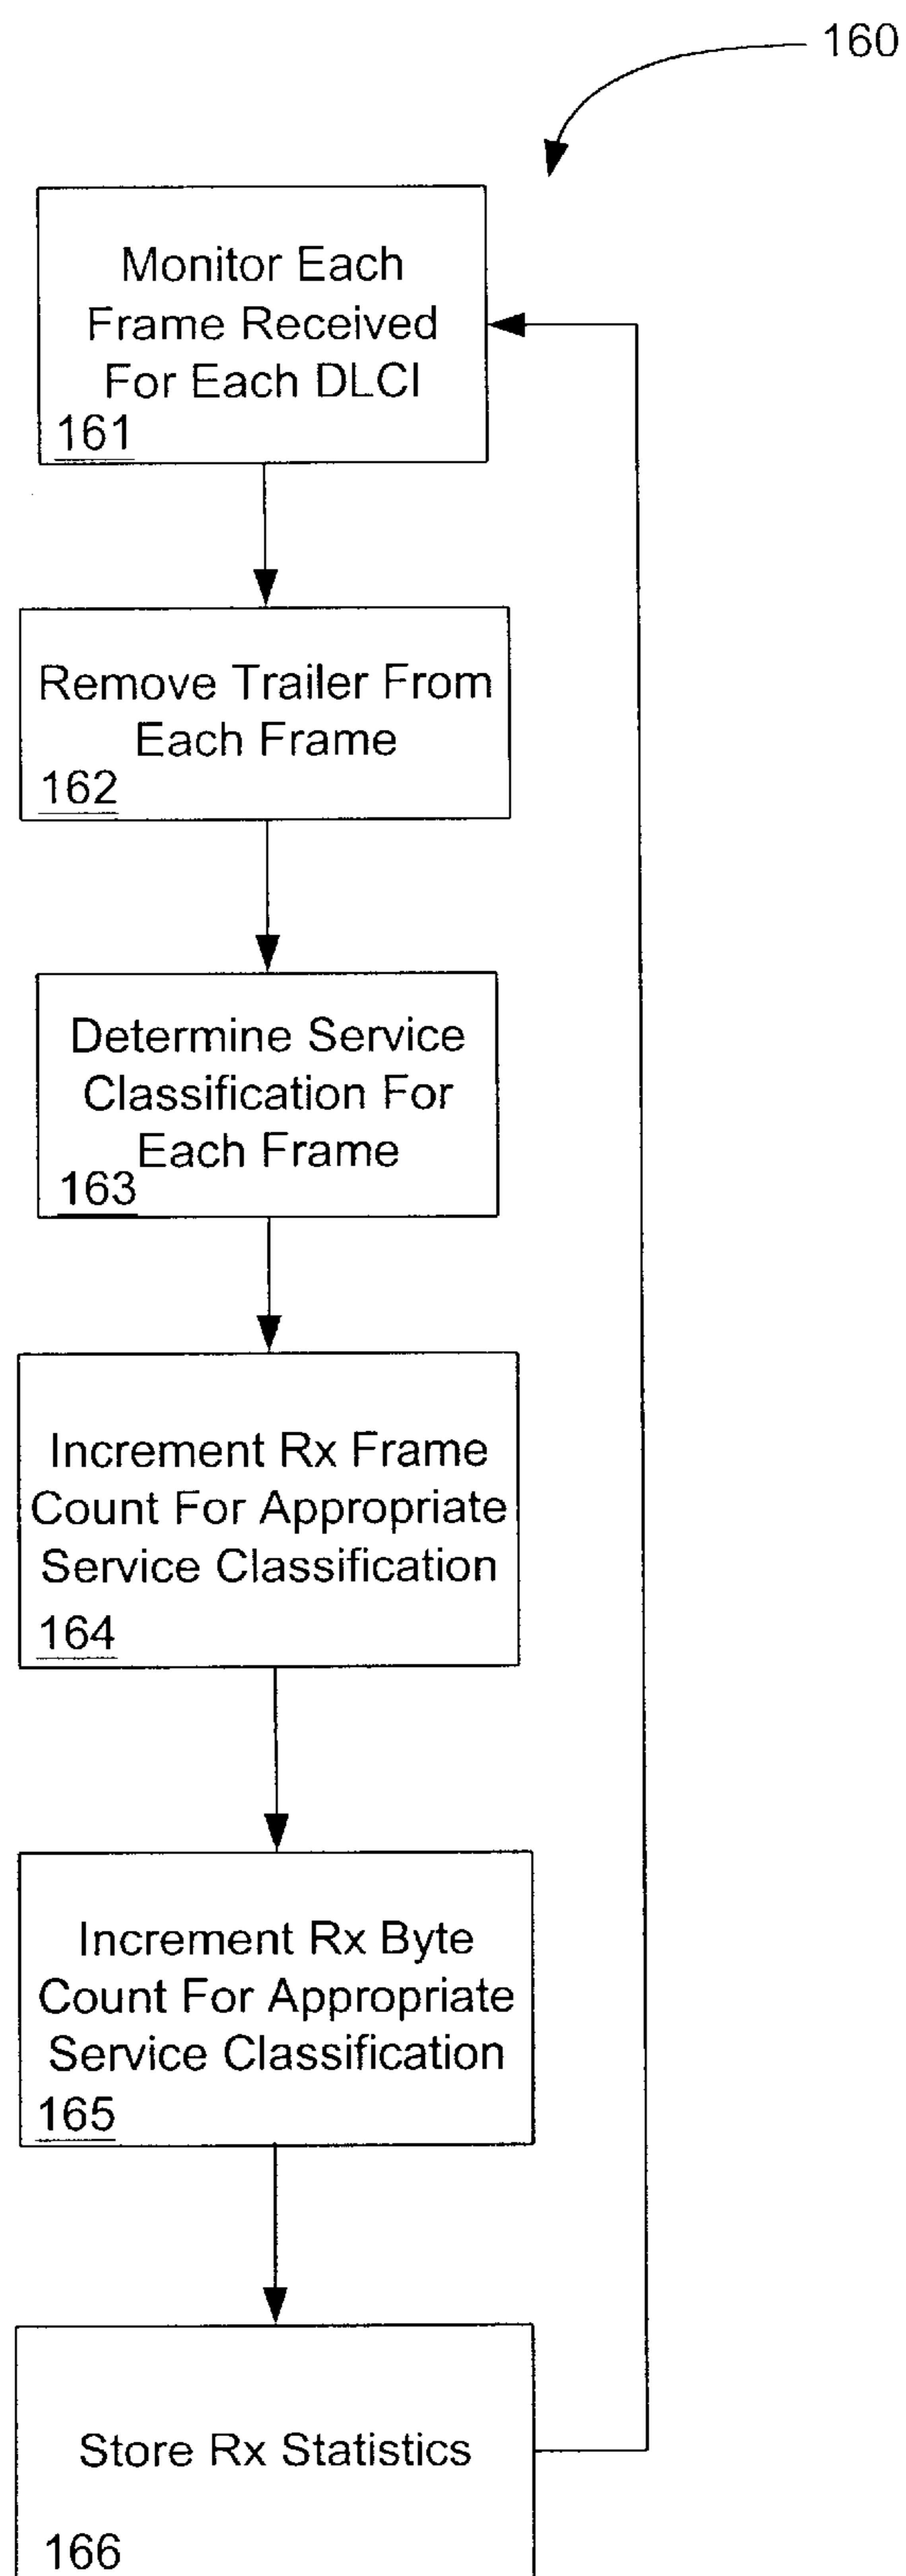 160
Monitor Each
Frame Received
For Each DLCI
161
Remove Trailer From
Each Frame
162
Determine Service
Classification For
Each Frame
163
Increment Rx Frame
Count For Appropriate
Service Classification
164
Increment Rx Byte
Count For Appropriate
Service Classification
165
Store Rx Statistics
166